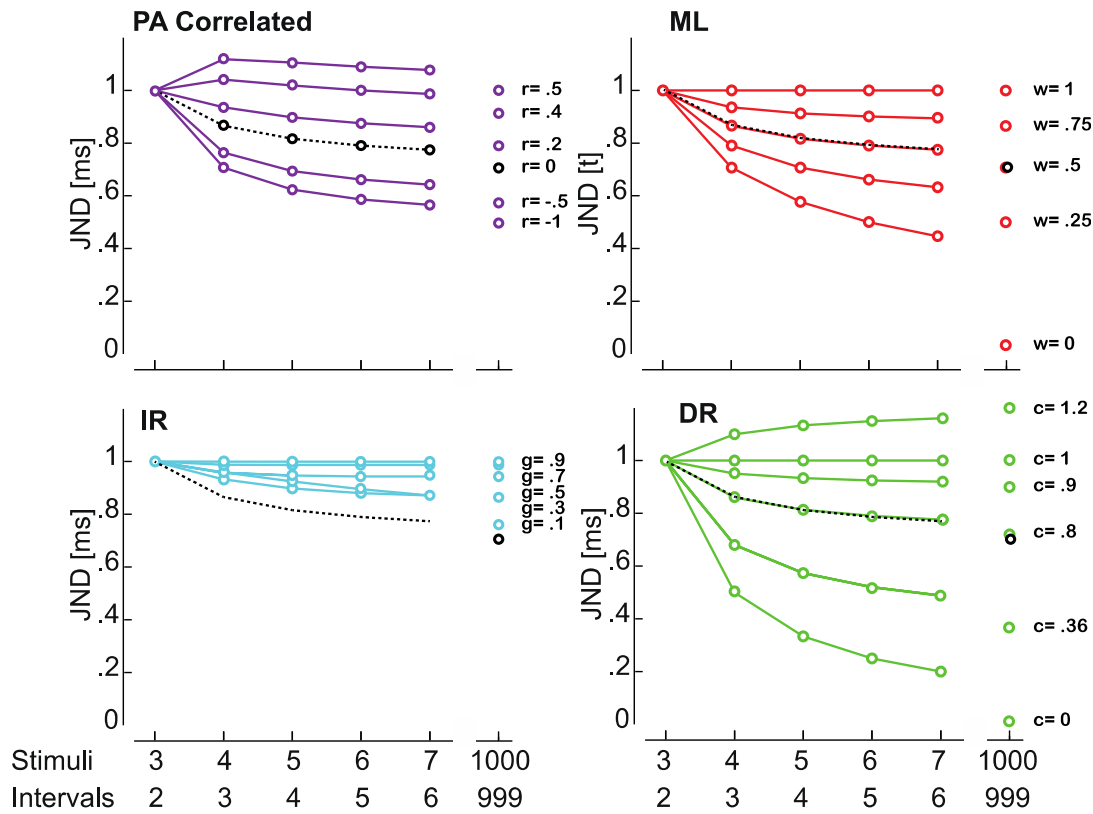 PA Correlated
JND [ms]
1
.8
.6
.4
.2
0
r= .5
r= .4
r= .2
r= 0
r= -.5
r= -1
ML
JND [t]
1
.8
.6
.4
.2
0
w= 1
w= .75
w= .5
w= .25
w= 0
IR
JND [ms]
1
.8
.6
.4
.2
0
g= .9
g= .7
g= .5
g= .3
g= .1
DR
JND [ms]
1
.8
.6
.4
.2
0
c= 1.2
c= 1
c= .9
c= .8
c= .36
c= 0
Stimuli 3 4 5 6 7 1000 3 4 5 6 7 1000
Intervals 2 3 4 5 6 999 2 3 4 5 6 999